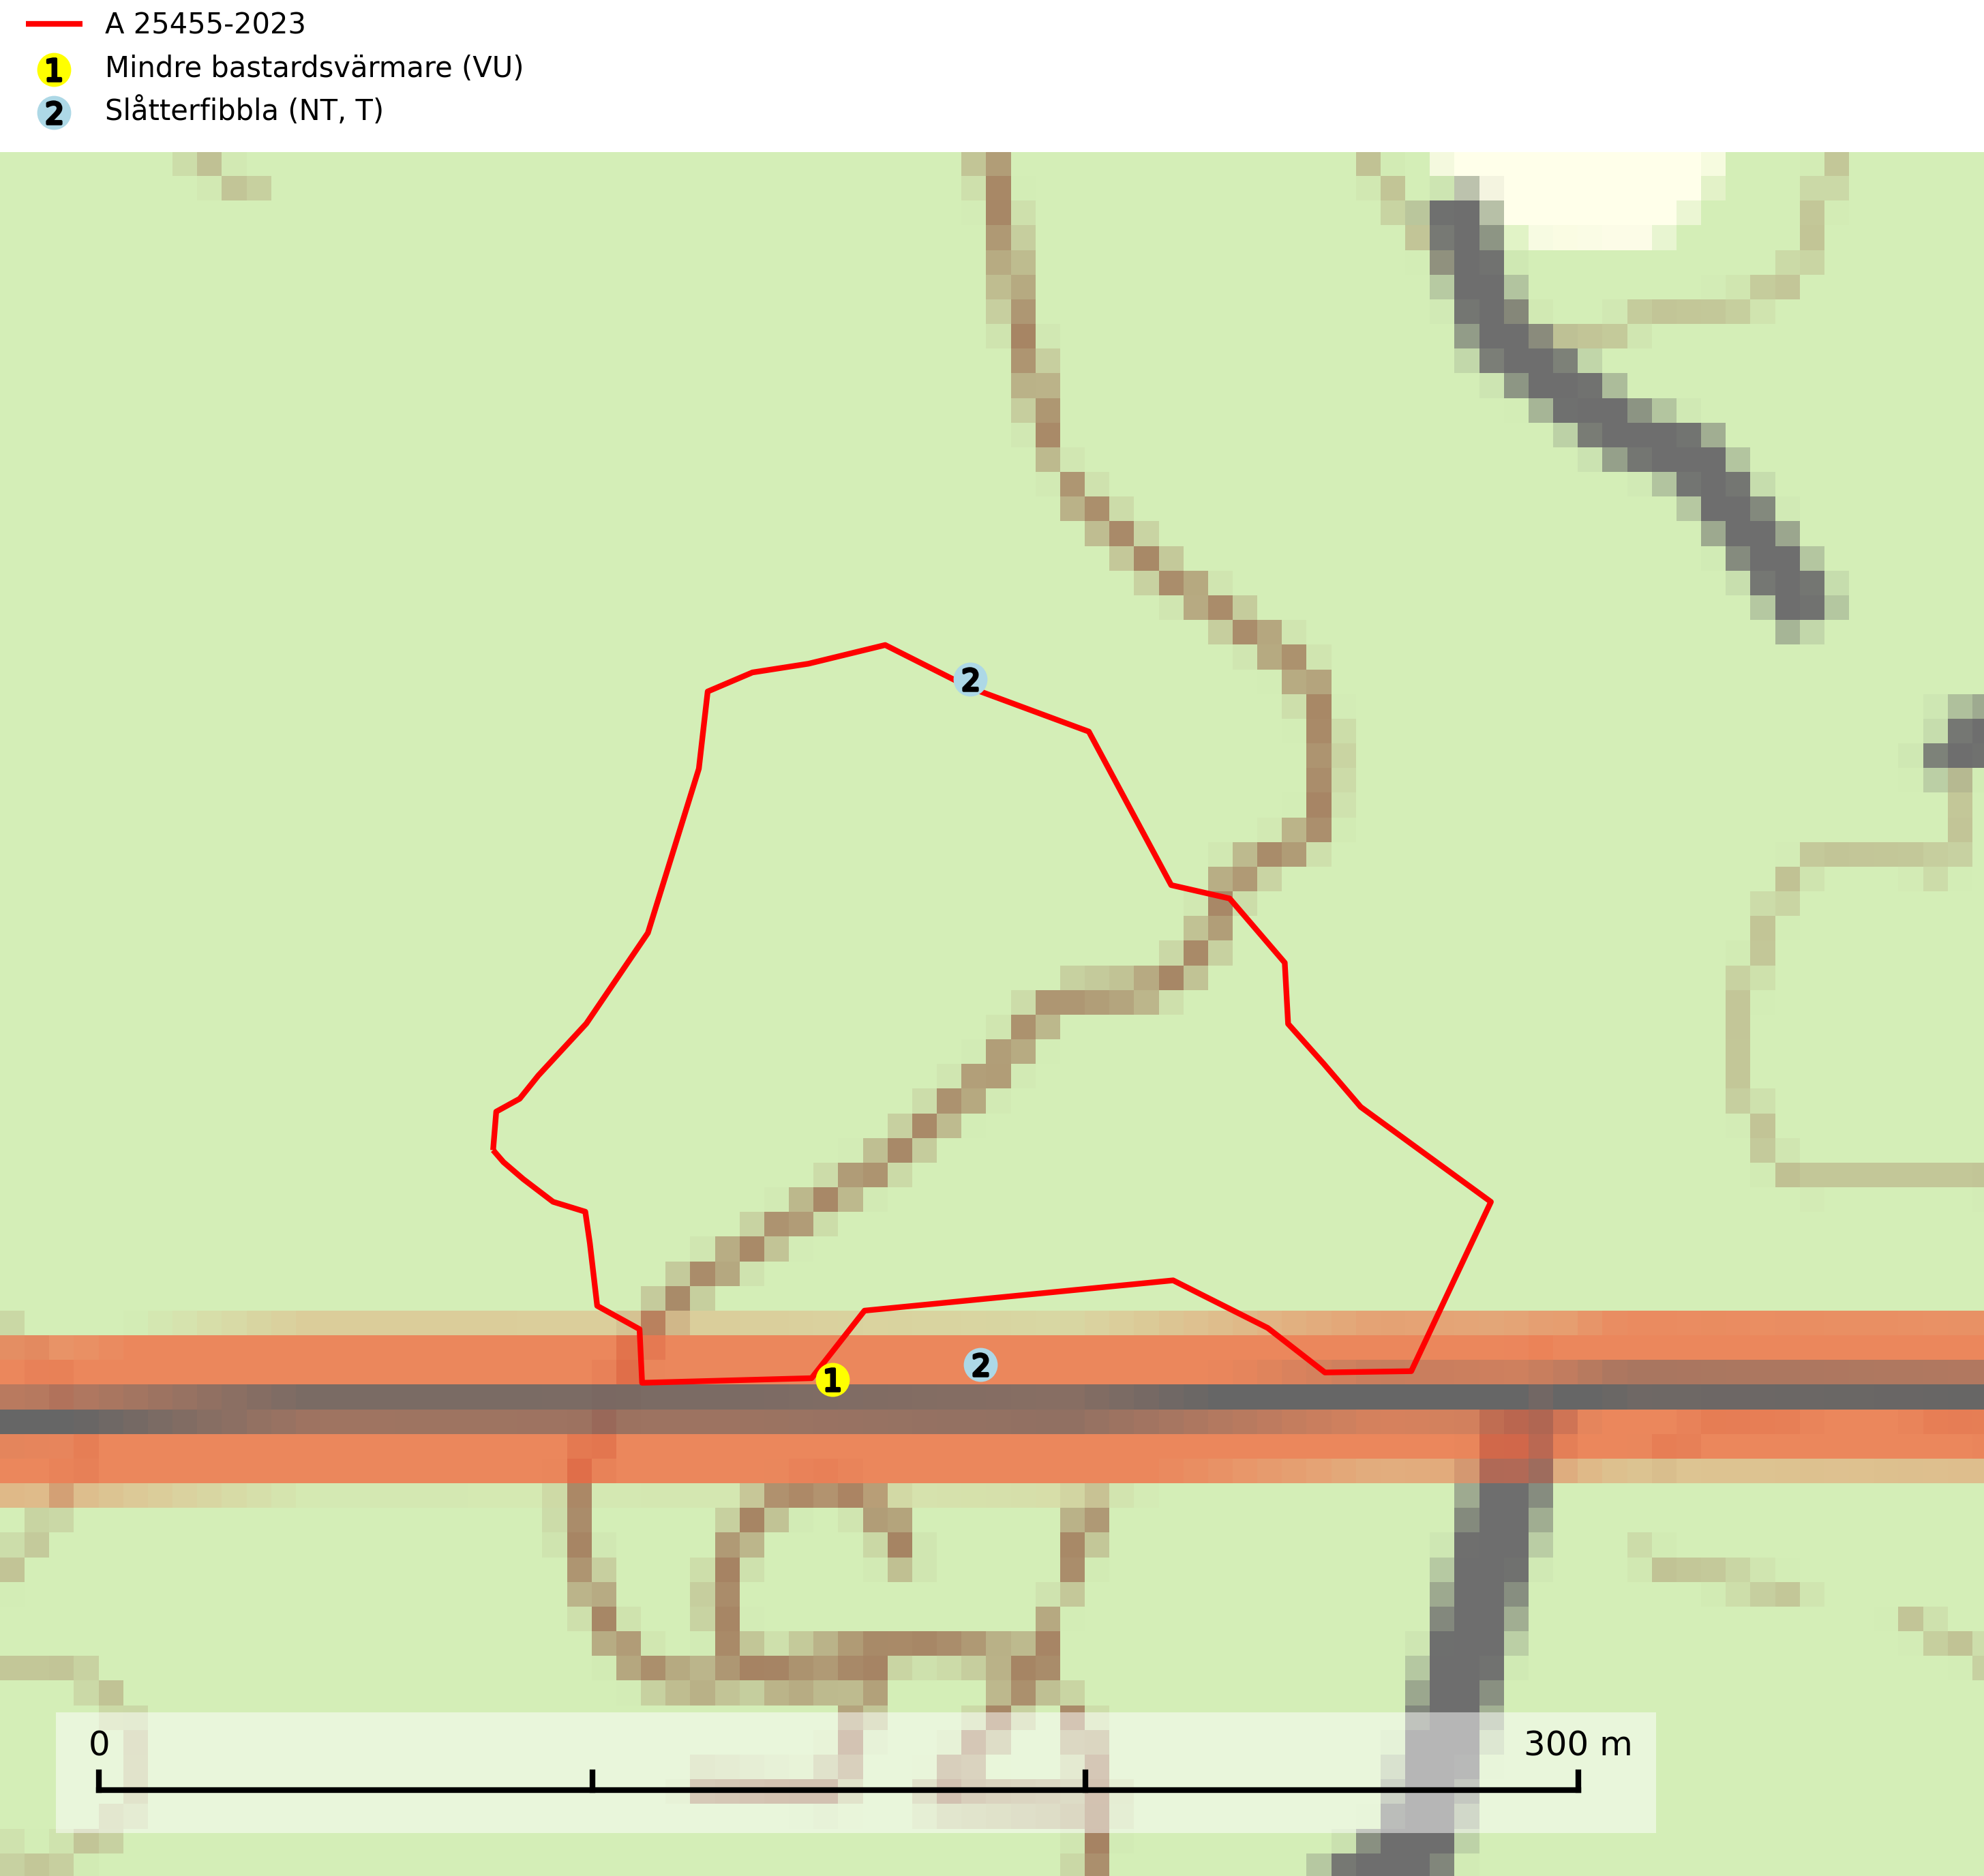 A 25455-2023
1 Mindre bastardsvärmare (VU)
2 Slåtterfibbla (NT, T)
2
1
2
0 300 m